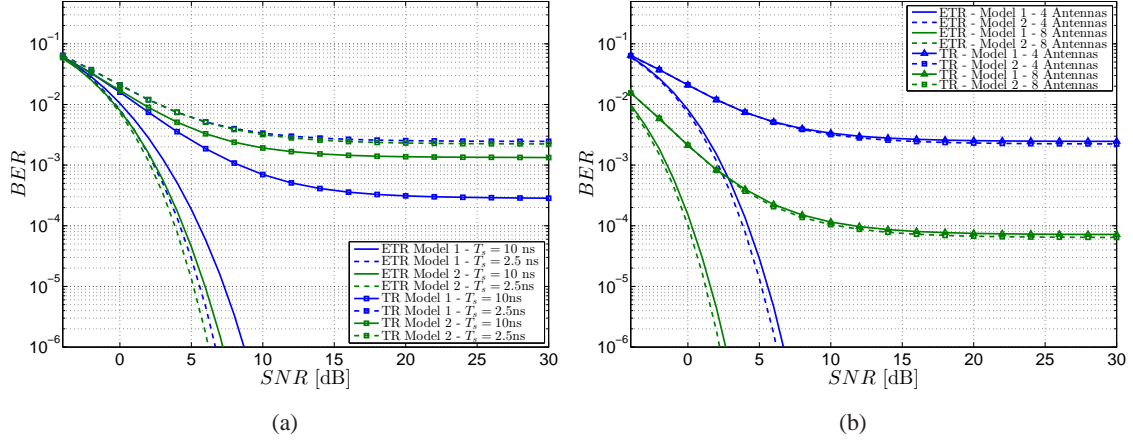 10⁻¹
10⁻²
10⁻³
10⁻⁴
10⁻⁵
10⁻⁶
BER
0 5 10 15 20 25 30
SNR [dB]
ETR Model 1 - T_s = 10 ns
ETR Model 1 - T_s = 2.5 ns
ETR Model 2 - T_s = 10 ns
ETR Model 2 - T_s = 2.5ns
TR Model 1 - T_s = 10ns
TR Model 1 - T_s = 2.5ns
TR Model 2 - T_s = 10ns
TR Model 2 - T_s = 2.5ns
(a)
ETR - Model 1 - 4 Antennas
ETR - Model 2 - 4 Antennas
ETR - Model 1 - 8 Antennas
ETR - Model 2 - 8 Antennas
TR - Model 1 - 4 Antennas
TR - Model 2 - 4 Antennas
TR - Model 1 - 8 Antennas
TR - Model 2 - 8 Antennas
10⁻¹
10⁻²
10⁻³
10⁻⁴
10⁻⁵
10⁻⁶
BER
0 5 10 15 20 25 30
SNR [dB]
(b)